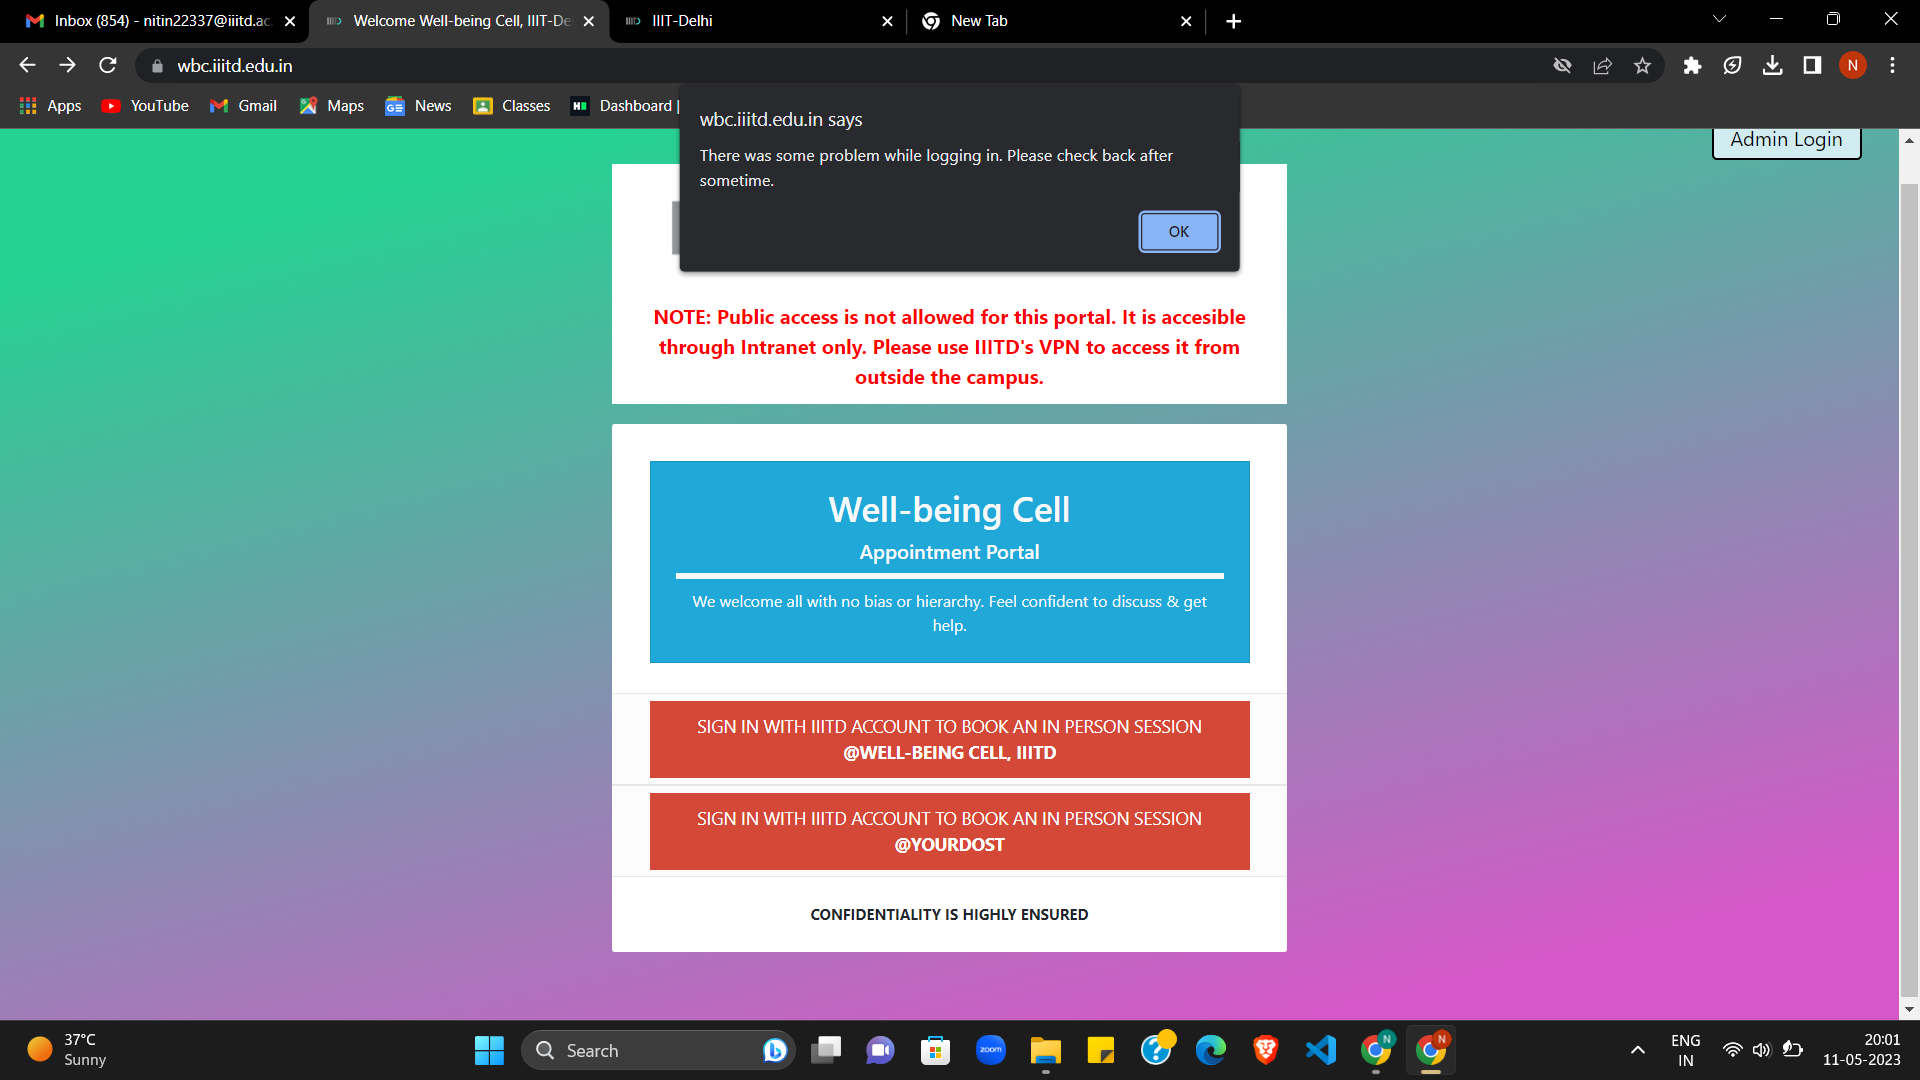 Inbox (854) - nitin22337@iiitd.ac.
Welcome Well-being Cell, IIIT-De
IIIT-Delhi
New Tab
wbc.iiitd.edu.in
N
Apps
YouTube
Gmail
Maps
News
Classes
Dashboard |
wbc.iiitd.edu.in says
There was some problem while logging in. Please check back after
sometime.
OK
Admin Login
NOTE: Public access is not allowed for this portal. It is accesible
through Intranet only. Please use IIITD's VPN to access it from
outside the campus.
Well-being Cell
Appointment Portal
We welcome all with no bias or hierarchy. Feel confident to discuss & get
help.
SIGN IN WITH IIITD ACCOUNT TO BOOK AN IN PERSON SESSION
@WELL-BEING CELL, IIITD
SIGN IN WITH IIITD ACCOUNT TO BOOK AN IN PERSON SESSION
@YOURDOST
CONFIDENTIALITY IS HIGHLY ENSURED
37°C
Sunny
Search
zoom
N
N
ENG
IN
20:01
11-05-2023